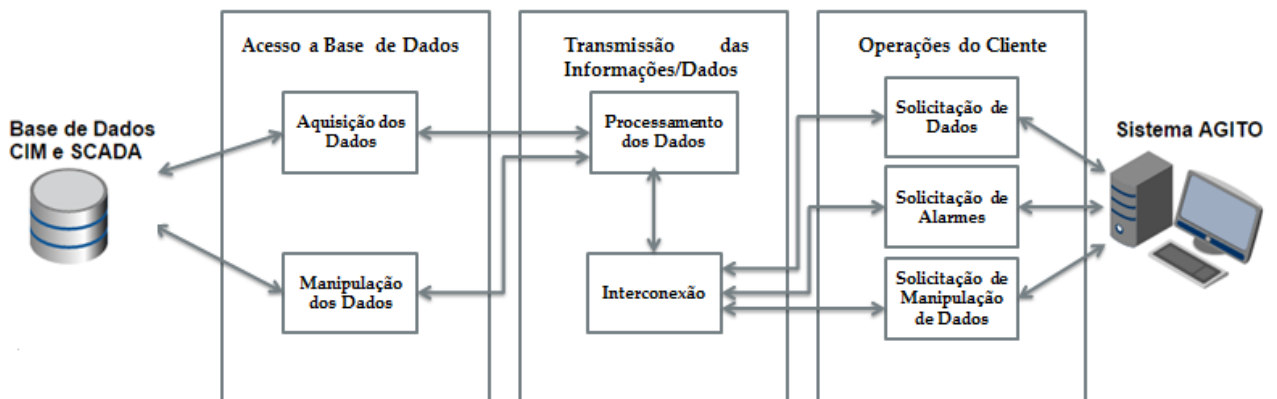 Acesso a Base de Dados
Transmissão das
Informações/Dados
Operações do Cliente
Base de Dados
CIM e SCADA
Aquisição dos
Dados
Manipulação
dos Dados
Processamento
dos Dados
Interconexão
Solicitação de
Dados
Solicitação de
Alarmes
Solicitação de
Manipulação
de Dados
Sistema AGITO